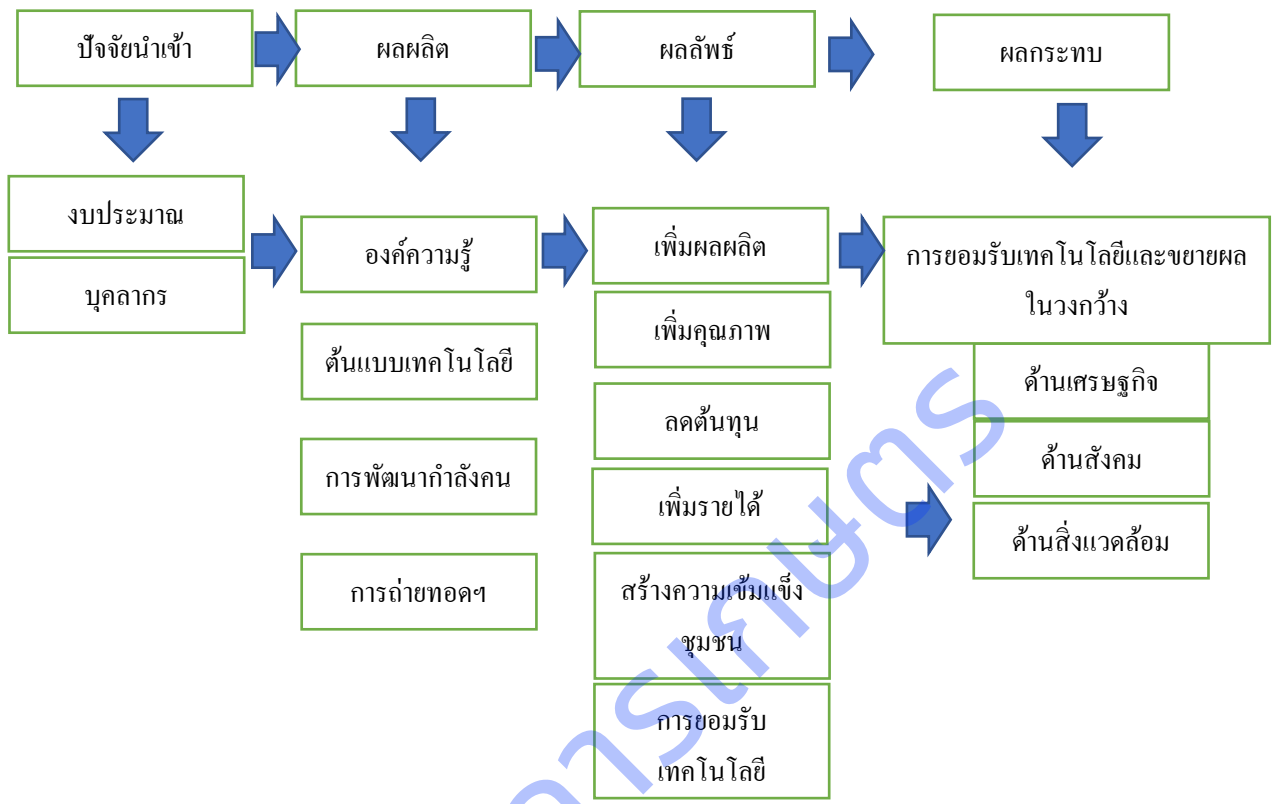 ปัจจัยนำเข้า
ผลผลิต
ผลลัพธ์
ผลกระทบ
งบประมาณ
บุคลากร
องค์ความรู้
ต้นแบบเทคโนโลยี
การพัฒนากำลังคน
การถ่ายทอดฯ
เพิ่มผลผลิต
เพิ่มคุณภาพ
ลดต้นทุน
เพิ่มรายได้
สร้างความเข้มแข็ง
ชุมชน
การยอมรับ
เทคโนโลยี
การยอมรับเทคโนโลยีและขยายผล
ในวงกว้าง
ด้านเศรษฐกิจ
ด้านสังคม
ด้านสิ่งแวดล้อม
ารเกษตร